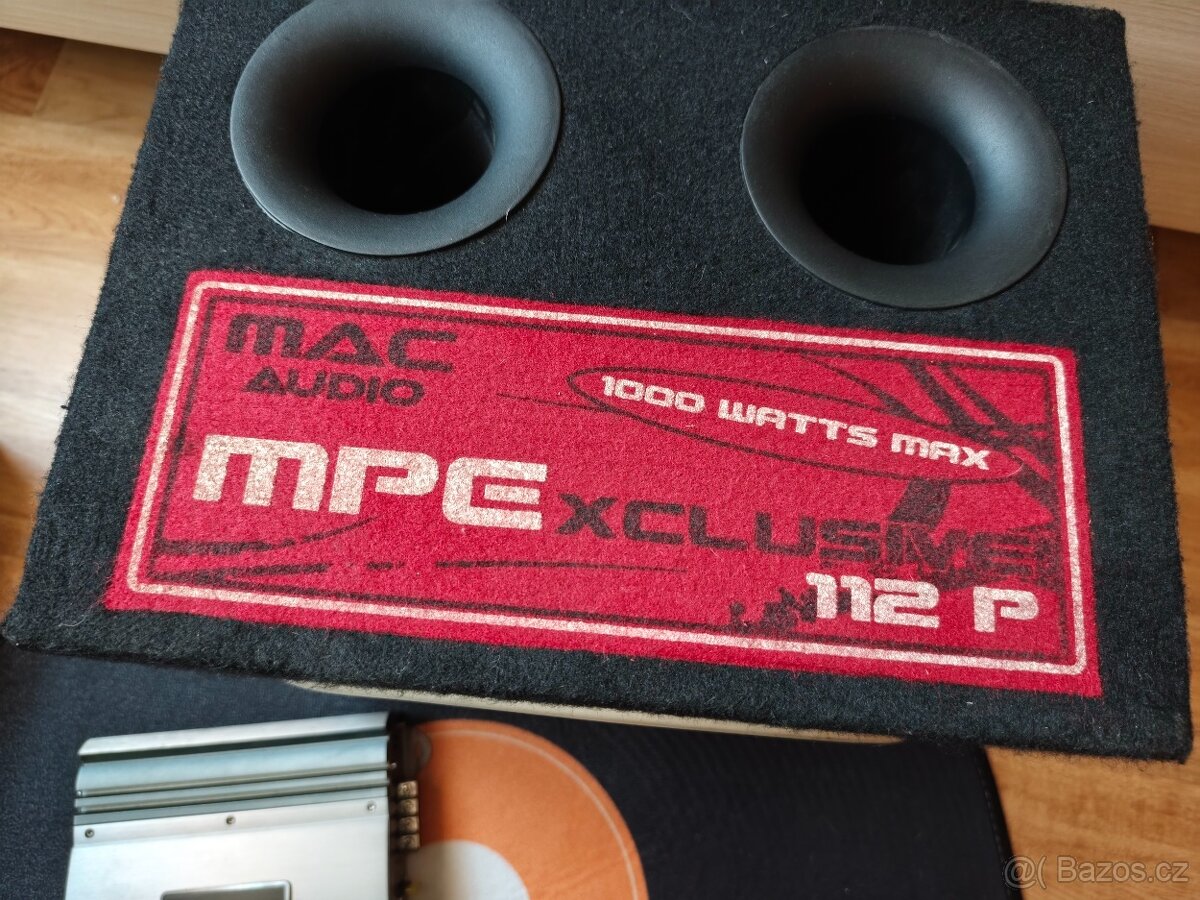 MAC
AUDIO
1000 WATTS MAX
MPExclusive
112 P
@( Bazos.cz